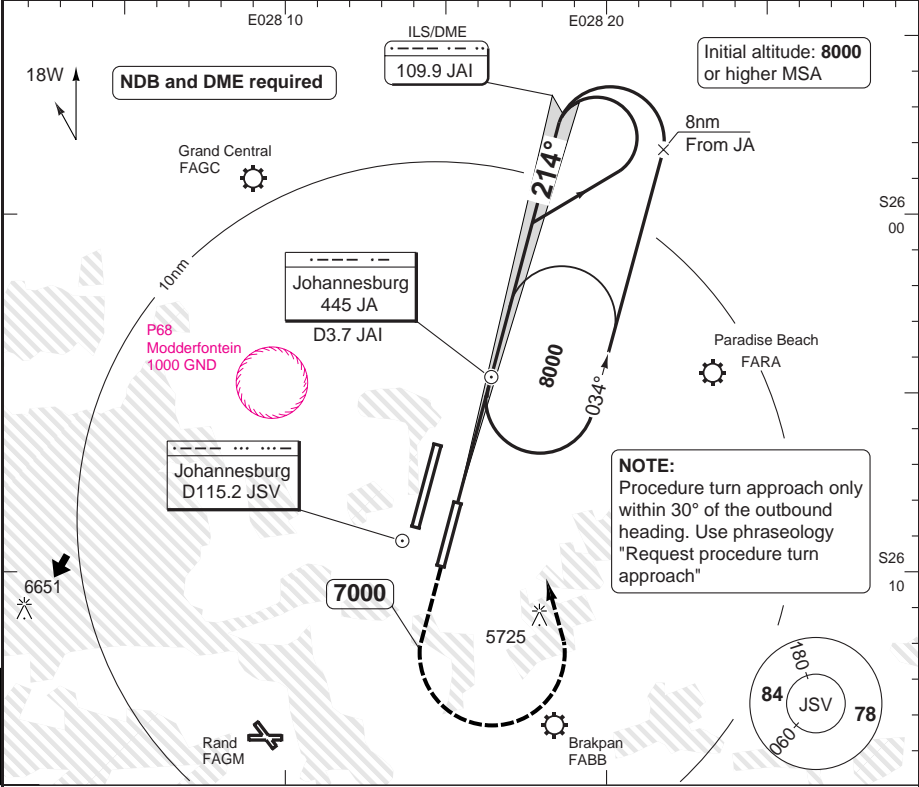 E028 10
E028 20
ILS/DME
109.9 JAI
Initial altitude: 8000
or higher MSA
18W
NDB and DME required
8nm
From JA
Grand Central
FAGC
214°
S26
00
10nm
Johannesburg
445 JA
D3.7 JAI
P68
Modderfontein
1000 GND
8000
034°
Paradise Beach
FARA
Johannesburg
D115.2 JSV
NOTE:
Procedure turn approach only
within 30° of the outbound
heading. Use phraseology
"Request procedure turn
approach"
S26
10
6651
7000
5725
180
84
JSV
78
060
Rand
FAGM
Brakpan
FABB